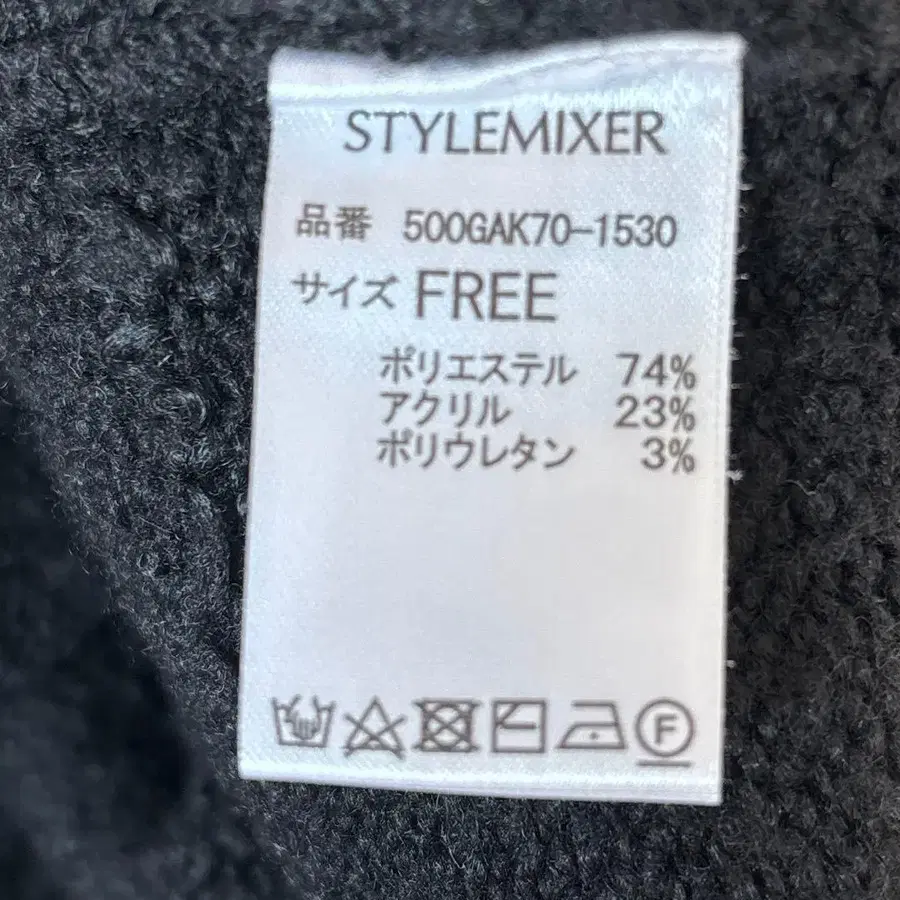 STYLEMIXER
品番 500GAK70-1530
サイズ FREE
ポリエステル 74%
アクリル 23%
ポリウレタン 3%
F